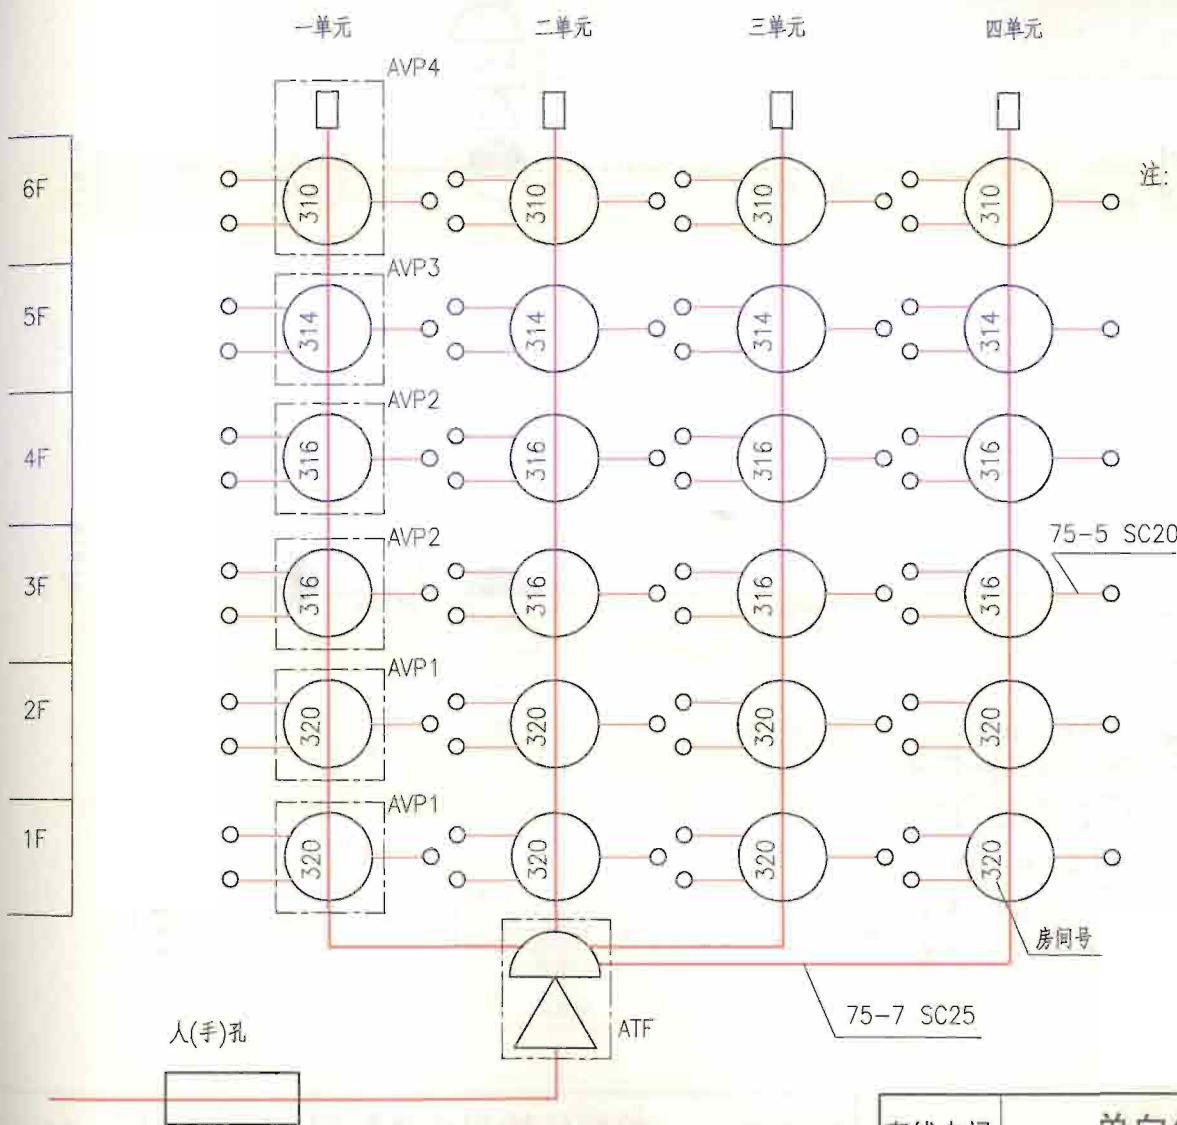 一单元 二单元 三单元 四单元
AVP4
6F 310 310 310 310
注:
AVP3
5F 314 314 314 314
AVP2
4F 316 316 316 316
AVP2
75-5 SC20
3F 316 316 316 316
AVP1
2F 320 320 320 320
AVP1
1F 320 320 320 320
房间号
75-7 SC25
ATF
人(手)孔